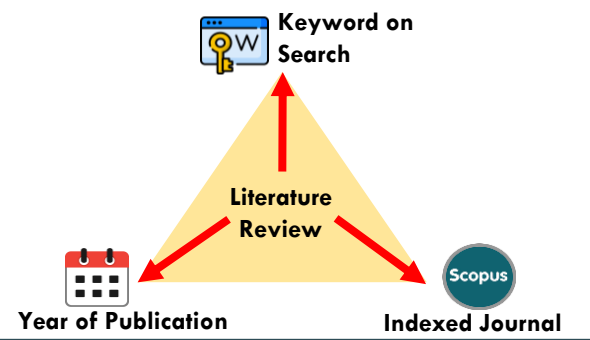 Keyword on
Search
W
Literature
Review
Scopus
Year of Publication
Indexed Journal